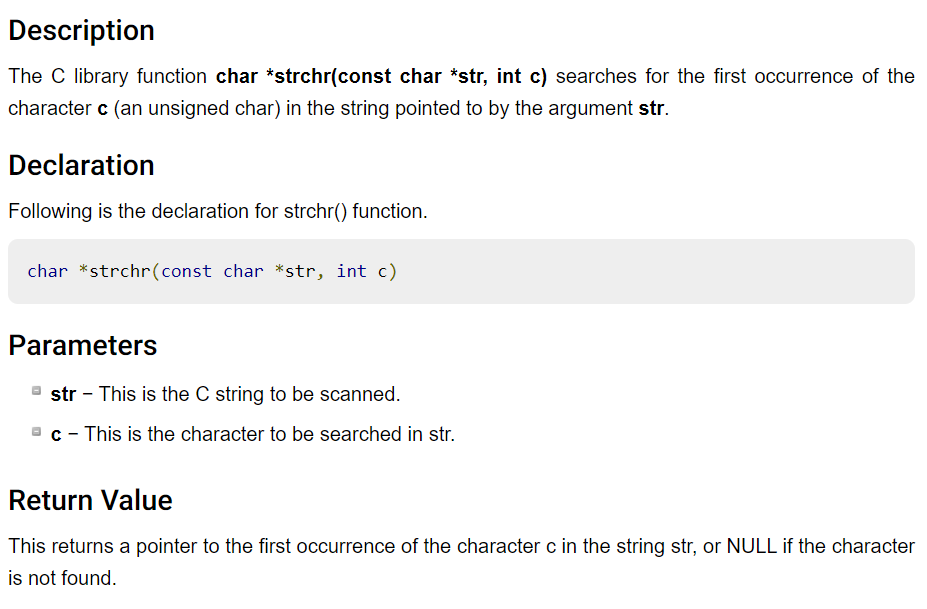 Description
The C library function char *strchr(const char *str, int c) searches for the first occurrence of the
character c (an unsigned char) in the string pointed to by the argument str.
Declaration
Following is the declaration for strchr() function.
char *strchr(const char *str, int c)
Parameters
str − This is the C string to be scanned.
c − This is the character to be searched in str.
Return Value
This returns a pointer to the first occurrence of the character c in the string str, or NULL if the character
is not found.